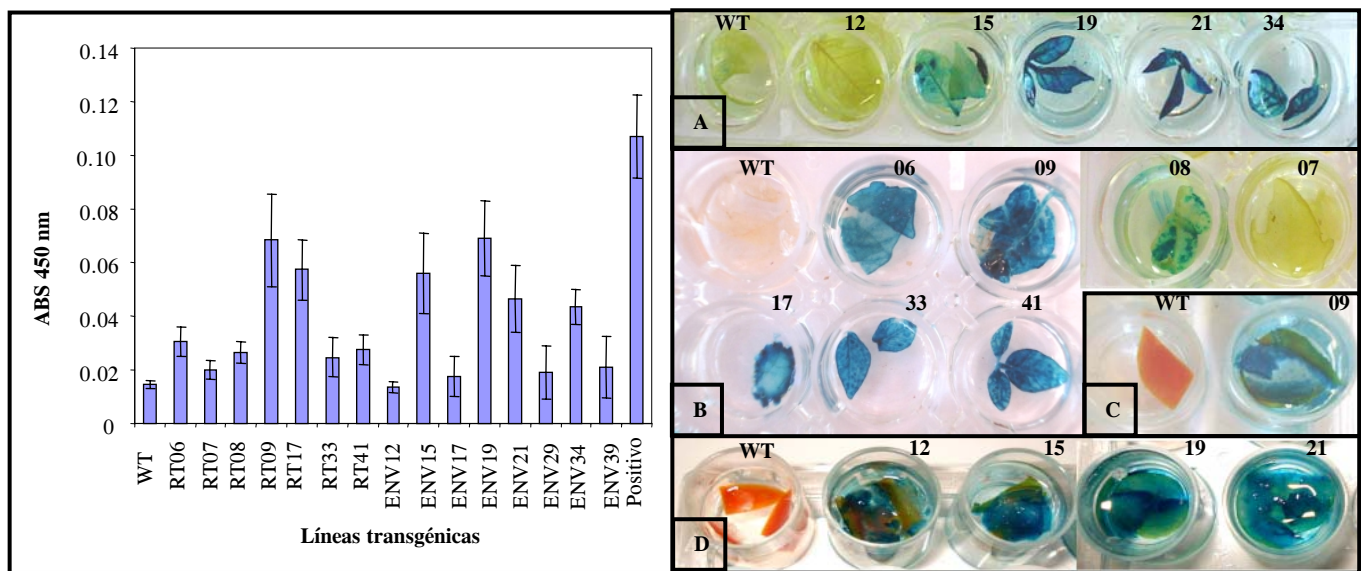 0.14
0.12
0.10
0.08
0.06
0.04
0.02
0
ABS 450 nm
WT
RT06
RT07
RT08
RT09
RT17
RT33
RT41
ENV12
ENV15
ENV17
ENV19
ENV21
ENV29
ENV34
ENV39
Positivo
Líneas transgénicas
WT 12 15 19 21 34
A
WT 06 09 08 07
17 33 41
B
WT 09
C
WT 12 15 19 21
D